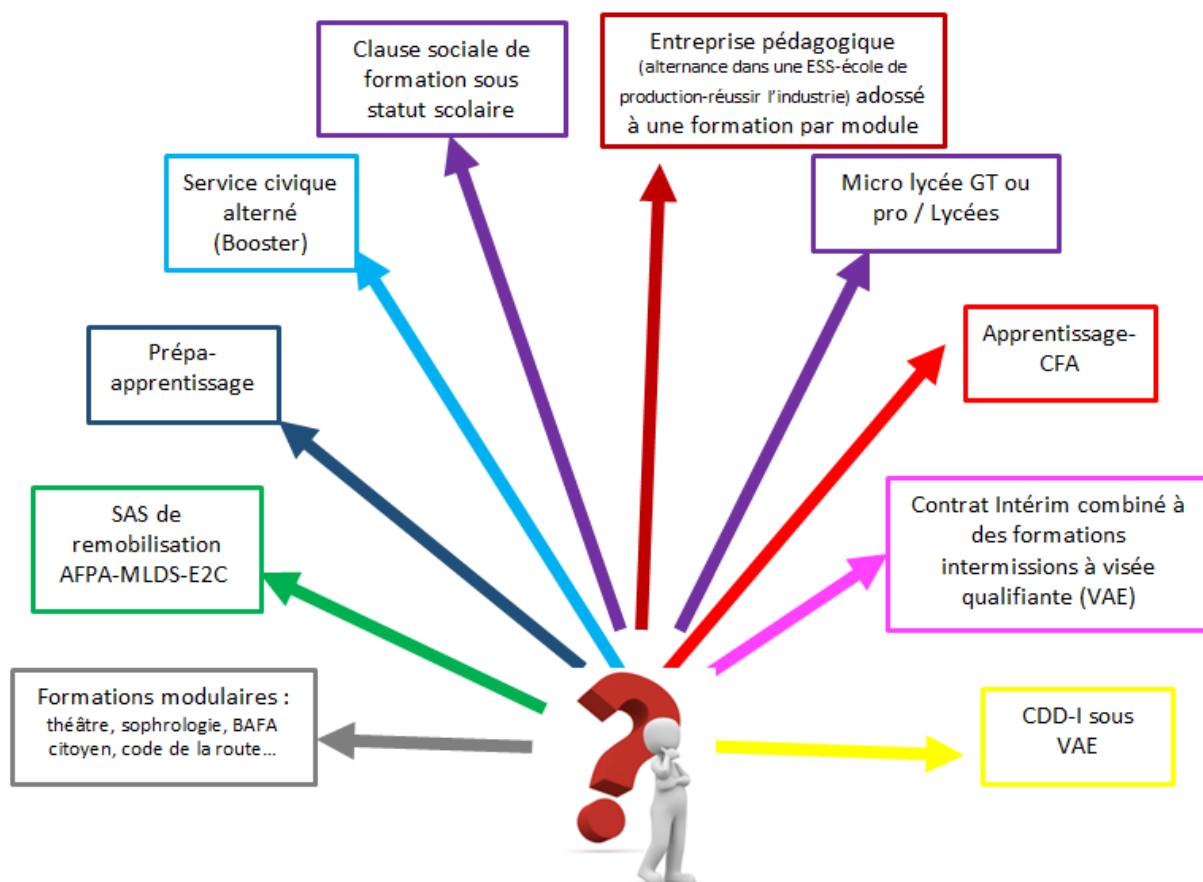 Clause sociale de
formation sous
statut scolaire
Entreprise pédagogique
(alternance dans une ESS-école de
production-réussir l'industrie) adossé
à une formation par module
Service civique
alterné
(Booster)
Micro lycée GT ou
pro / Lycées
Prépa-
apprentissage
Apprentissage-
CFA
SAS de
remobilisation
AFPA-MLDS-E2C
Contrat Intérim combiné à
des formations
intermissions à visée
qualifiante (VAE)
Formations modulaires :
théâtre, sophrologie, BAFA
citoyen, code de la route...
CDD-I sous
VAE